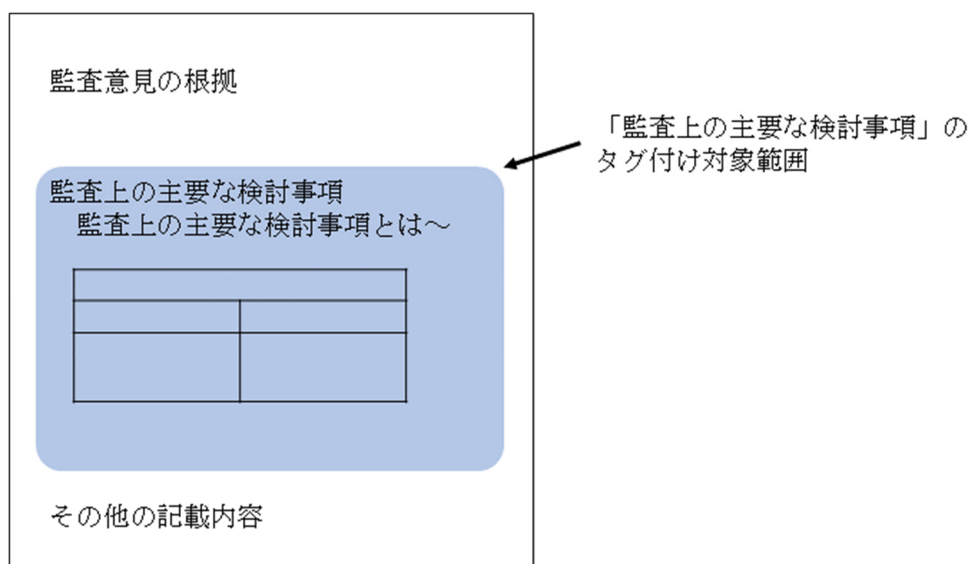 監査意見の根拠
「監査上の主要な検討事項」の
タグ付け対象範囲
監査上の主要な検討事項
監査上の主要な検討事項とは～
その他の記載内容